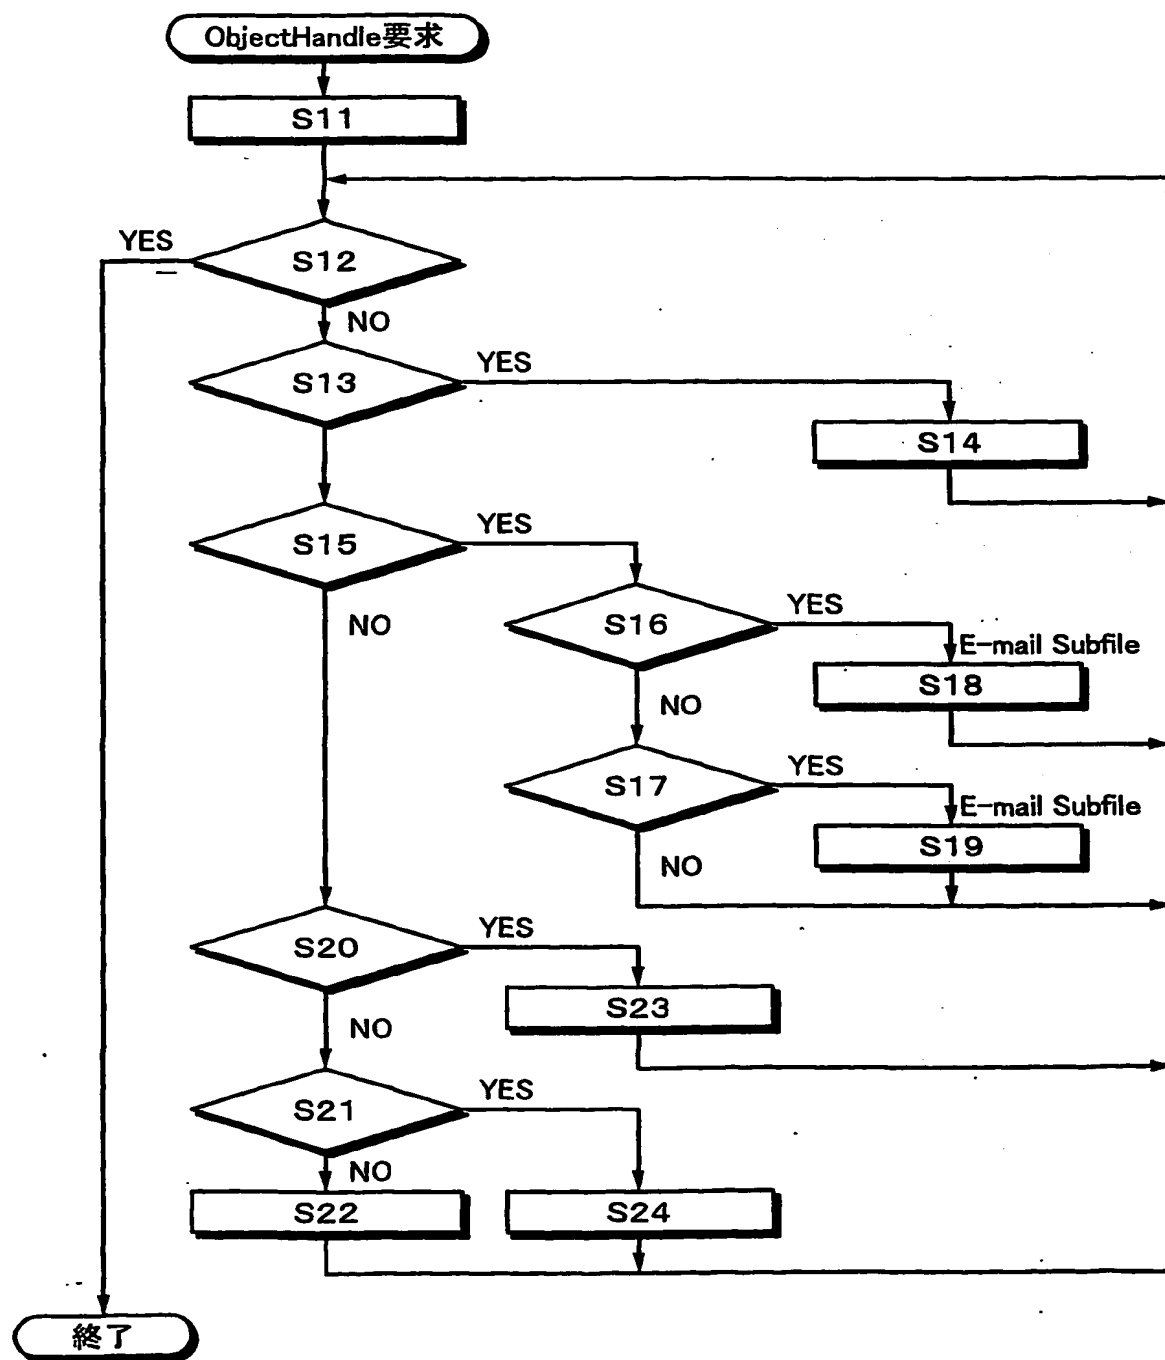 ObjectHandle要求
S11
YES
S12
NO
S13
YES
S14
S15
YES
NO
S16
YES
E-mail Subfile
S18
NO
S17
YES
E-mail Subfile
S19
NO
S20
YES
S23
NO
S21
YES
NO
S22
S24
終了